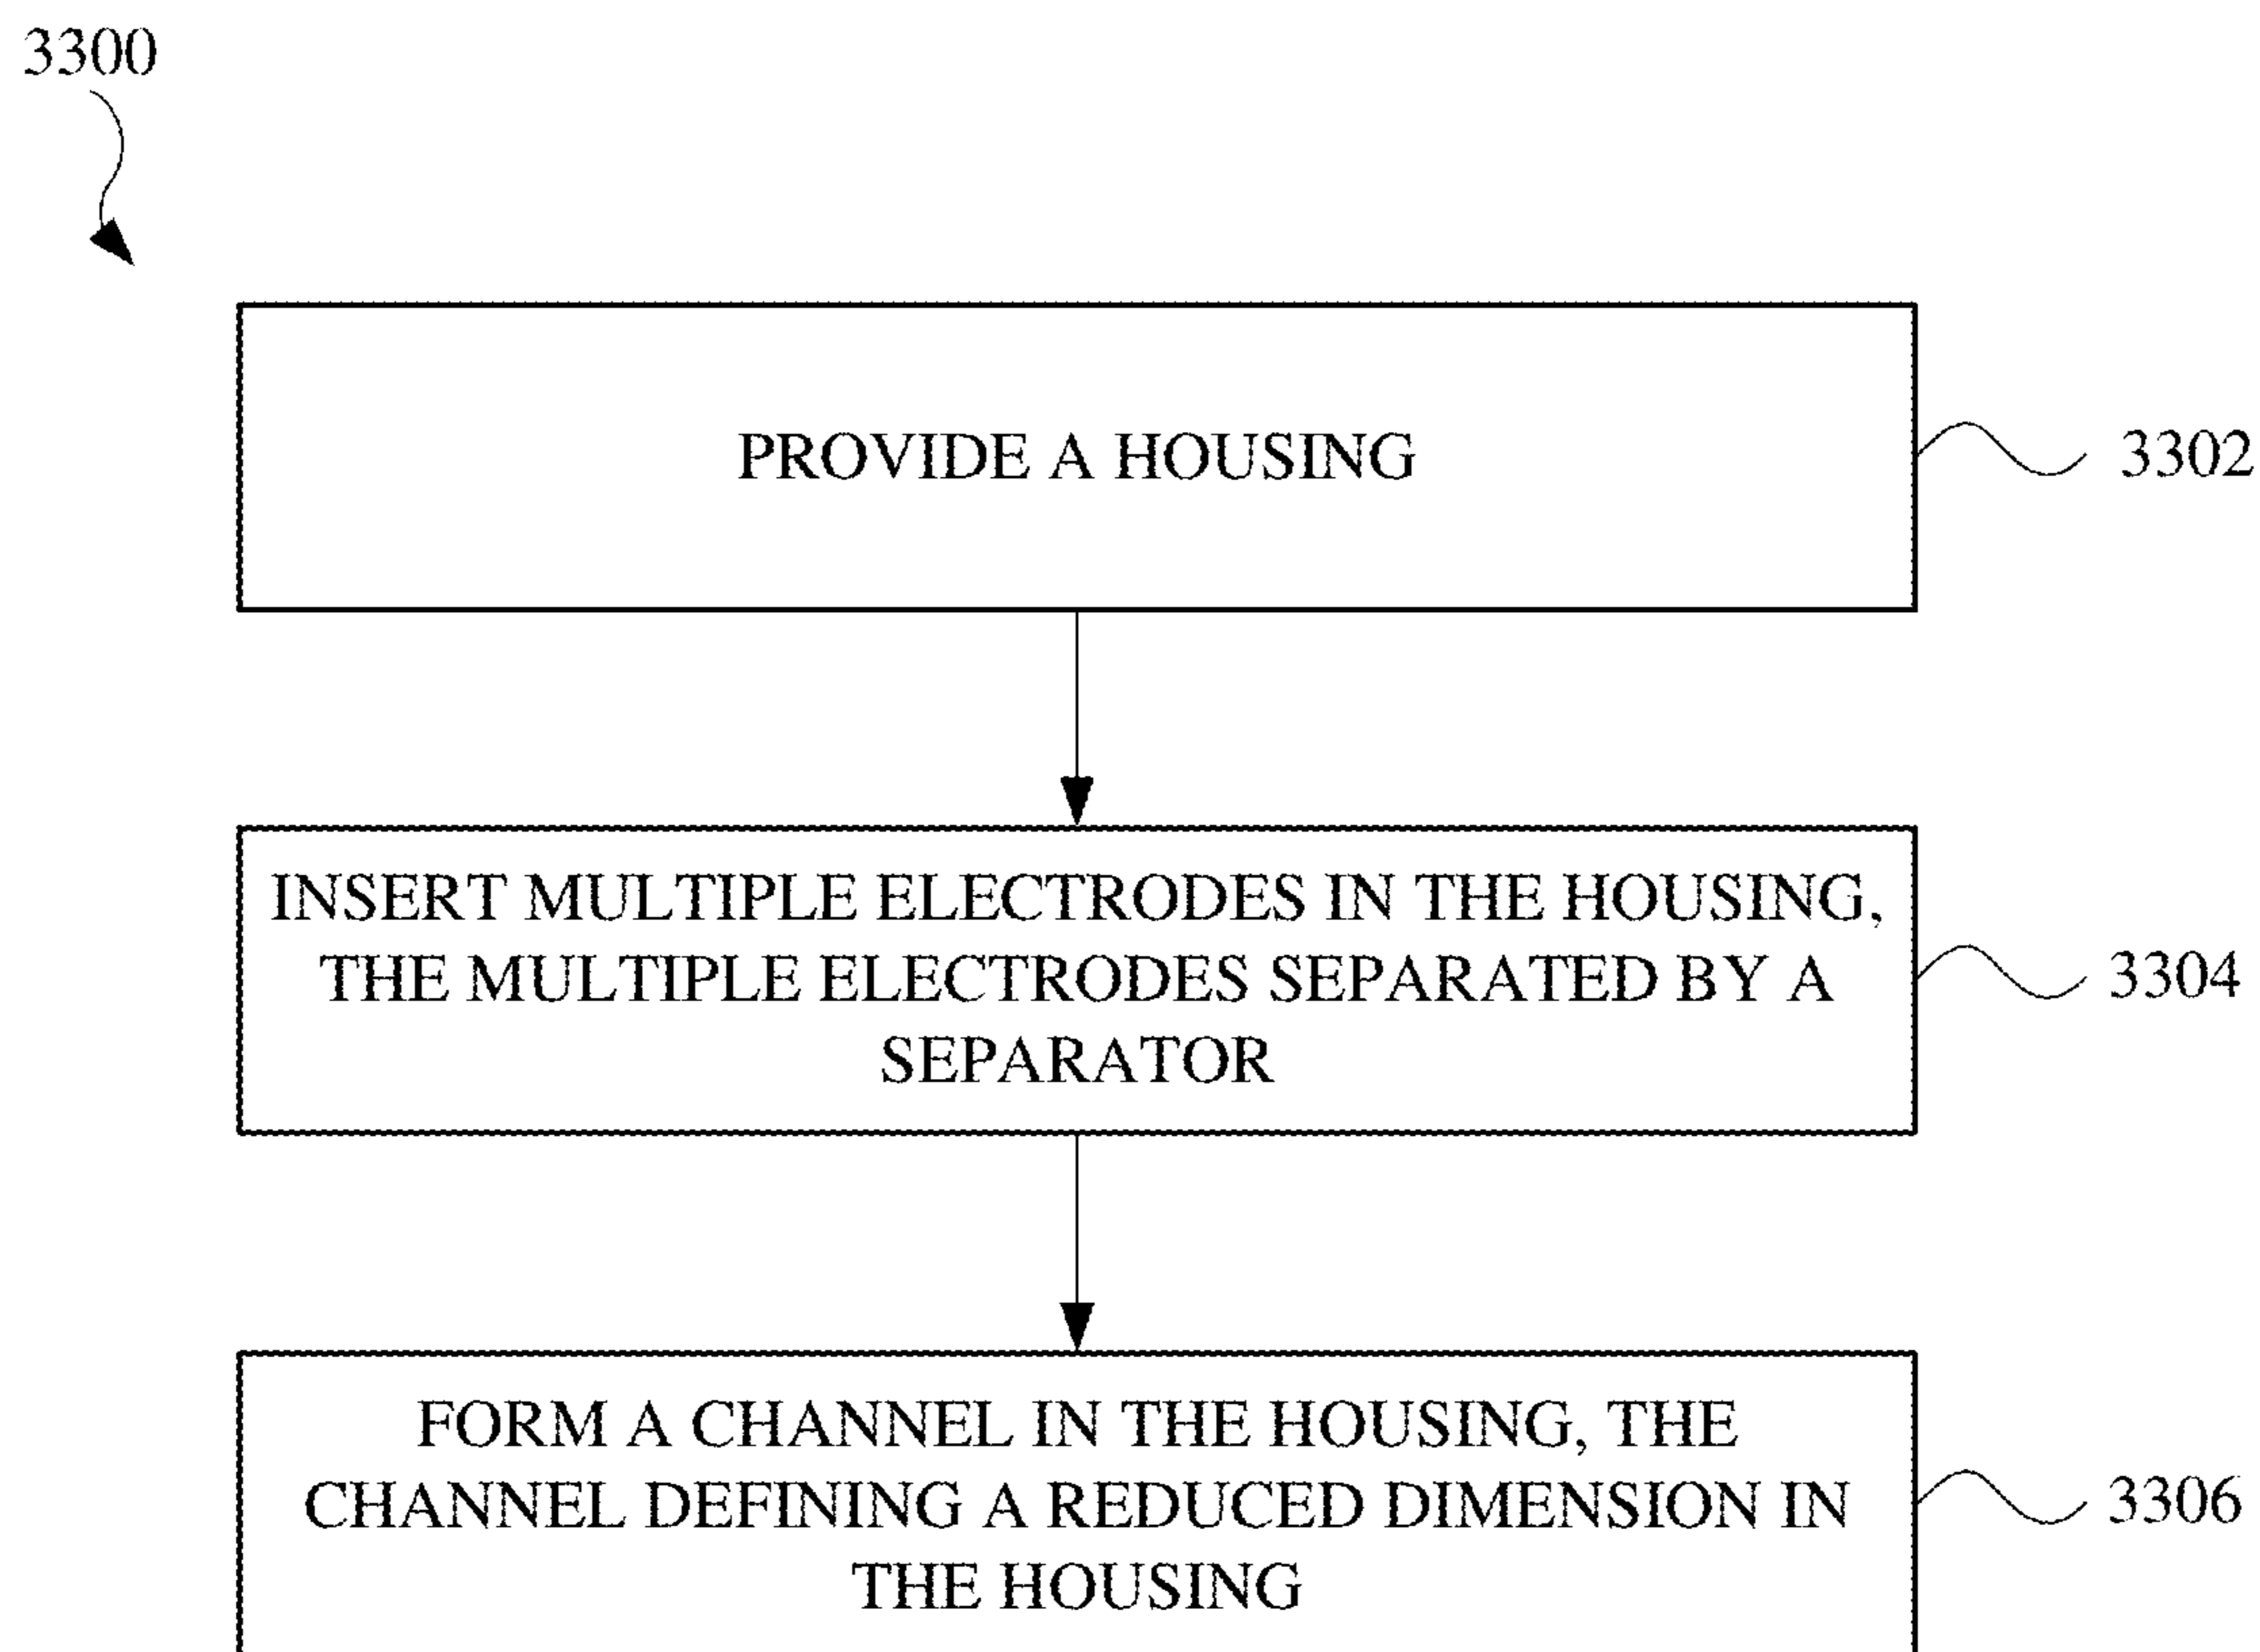 3300
PROVIDE A HOUSING
3302
INSERT MULTIPLE ELECTRODES IN THE HOUSING,
THE MULTIPLE ELECTRODES SEPARATED BY A
SEPARATOR
3304
FORM A CHANNEL IN THE HOUSING, THE
CHANNEL DEFINING A REDUCED DIMENSION IN
THE HOUSING
3306